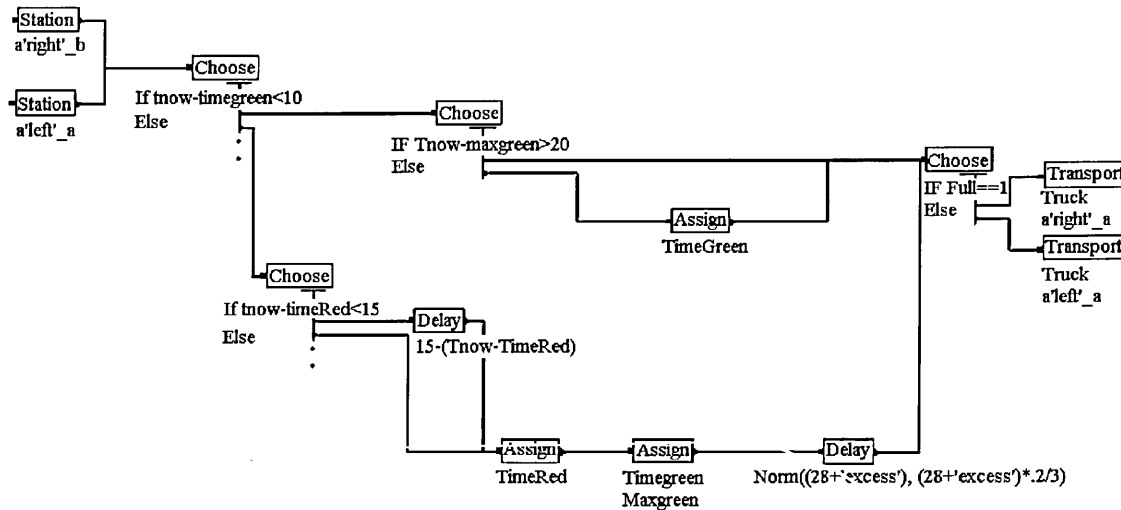 Station
a'right'_b
Station
a'left'_a
Choose
If tnow-timegreen<10
Else
Choose
IF Tnow-maxgreen>20
Else
Assign
TimeGreen
Choose
IF Full==1
Else
Transport
Truck
a'right'_a
Transport
Truck
a'left'_a
Choose
If tnow-timeRed<15
Else
Delay
15-(Tnow-TimeRed)
Assign
TimeRed
Assign
Timegreen
Maxgreen
Delay
Norm((28+'excess'), (28+'excess')*.2/3)